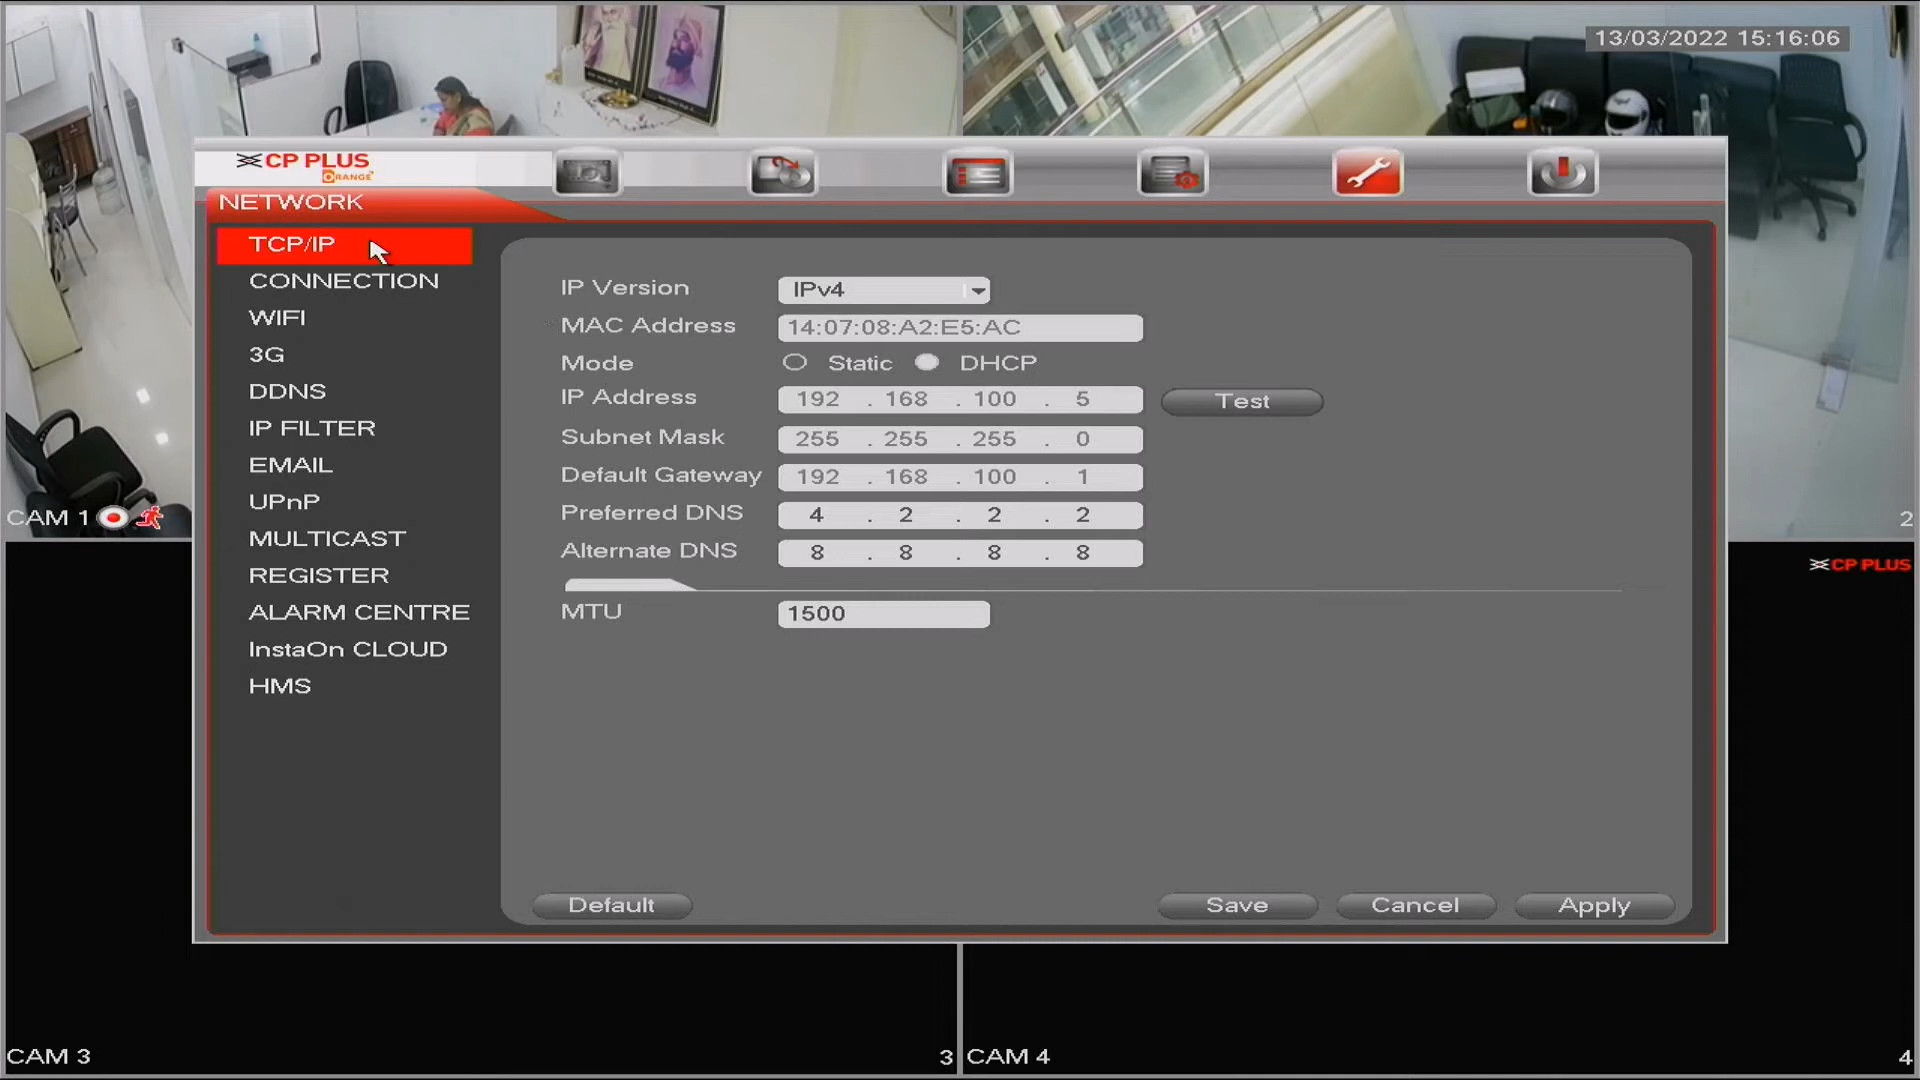 13/03/2022 15:16:06
CP PLUS
ORANGE
NETWORK
TCP/IP
CONNECTION
WIFI
3G
DDNS
IP FILTER
EMAIL
UPnP
MULTICAST
REGISTER
ALARM CENTRE
InstaOn CLOUD
HMS
IP Version IPv4
MAC Address 14:07:08:A2:E5:AC
Mode Static DHCP
IP Address 192 . 168 . 100 . 5 Test
Subnet Mask 255 . 255 . 255 . 0
Default Gateway 192 . 168 . 100 . 1
Preferred DNS 4 . 2 . 2 . 2
Alternate DNS 8 . 8 . 8 . 8
MTU 1500
Default Save Cancel Apply
CAM 1
2
CP PLUS
CAM 3 3
CAM 4 4